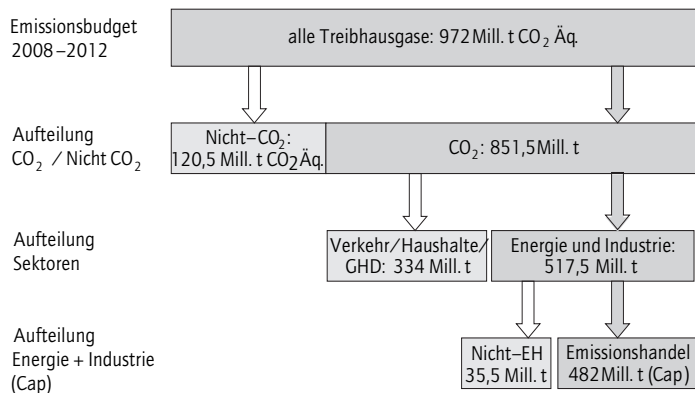 Emissionsbudget
2008–2012
alle Treibhausgase: 972 Mill. t CO₂ Äq.
Aufteilung
CO₂ / Nicht CO₂
Nicht–CO₂:
120,5 Mill. t CO₂Äq.
CO₂: 851,5 Mill. t
Aufteilung
Sektoren
Verkehr/Haushalte/
GHD: 334 Mill. t
Energie und Industrie:
517,5 Mill. t
Aufteilung
Energie + Industrie
(Cap)
Nicht–EH
35,5 Mill. t
Emissionshandel
482 Mill. t (Cap)